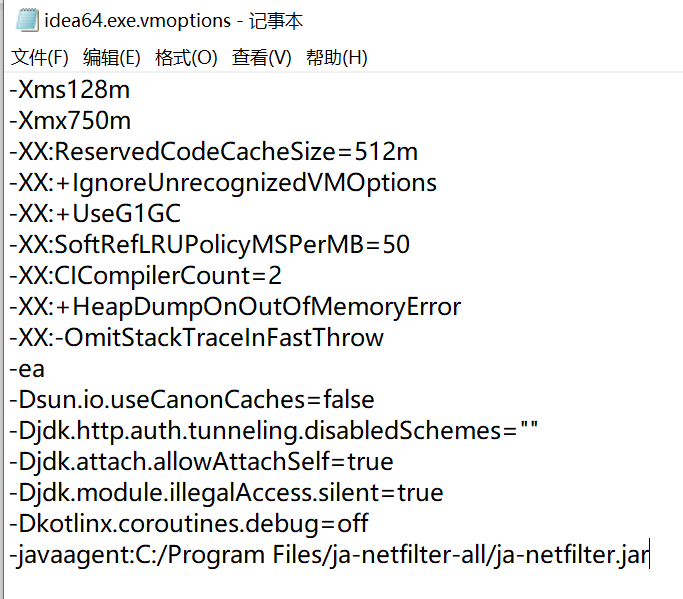 idea64.exe.vmoptions - 记事本
文件(F) 编辑(E) 格式(O) 查看(V) 帮助(H)
-Xms128m
-Xmx750m
-XX:ReservedCodeCacheSize=512m
-XX:+IgnoreUnrecognizedVMOptions
-XX:+UseG1GC
-XX:SoftRefLRUPolicyMSPerMB=50
-XX:CICompilerCount=2
-XX:+HeapDumpOnOutOfMemoryError
-XX:-OmitStackTraceInFastThrow
-ea
-Dsun.io.useCanonCaches=false
-Djdk.http.auth.tunneling.disabledSchemes=""
-Djdk.attach.allowAttachSelf=true
-Djdk.module.illegalAccess.silent=true
-Dkotlinx.coroutines.debug=off
-javaagent:C:/Program Files/ja-netfilter-all/ja-netfilter.jar